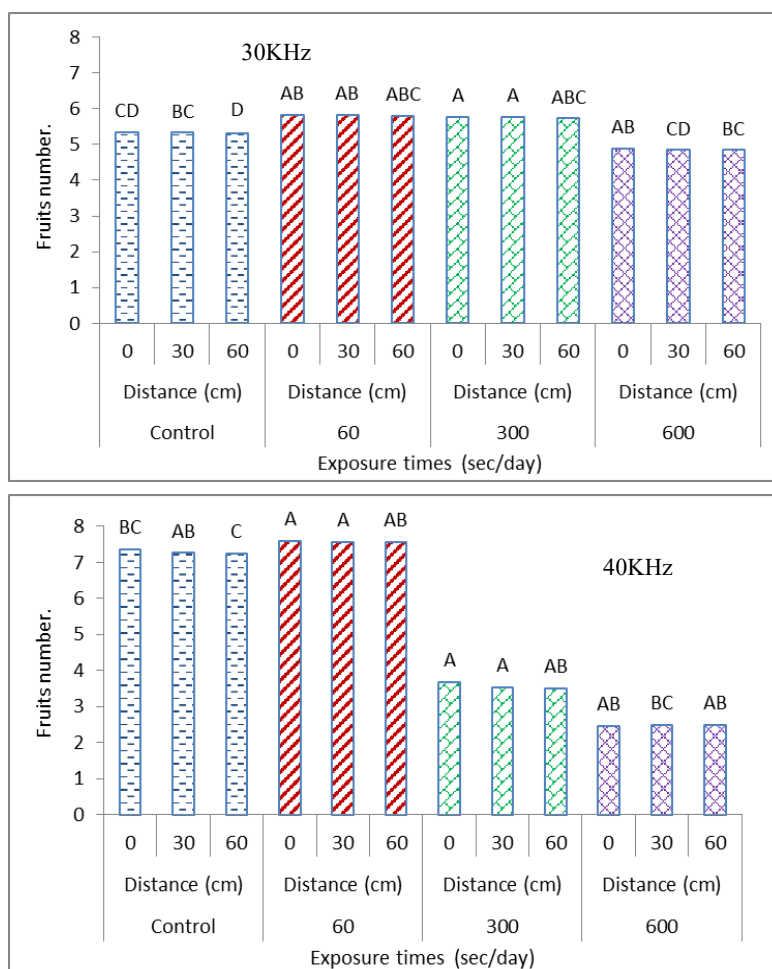 30KHz
Fruits number.
8
7
6
5
4
3
2
1
0
CD BC D AB AB ABC A A ABC AB CD BC
0 30 60 0 30 60 0 30 60 0 30 60
Distance (cm) Distance (cm) Distance (cm) Distance (cm)
Control 60 300 600
Exposure times (sec/day)
40KHz
Fruits number.
8
7
6
5
4
3
2
1
0
BC AB C A A AB A A AB AB BC AB
0 30 60 0 30 60 0 30 60 0 30 60
Distance (cm) Distance (cm) Distance (cm) Distance (cm)
Control 60 300 600
Exposure times (sec/day)